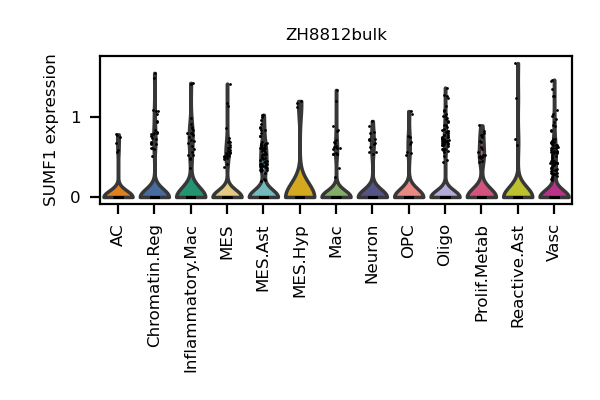 ZH8812bulk
SUMF1 expression
1
0
AC
Chromatin.Reg
Inflammatory.Mac
MES
MES.Ast
MES.Hyp
Mac
Neuron
OPC
Oligo
Prolif.Metab
Reactive.Ast
Vasc